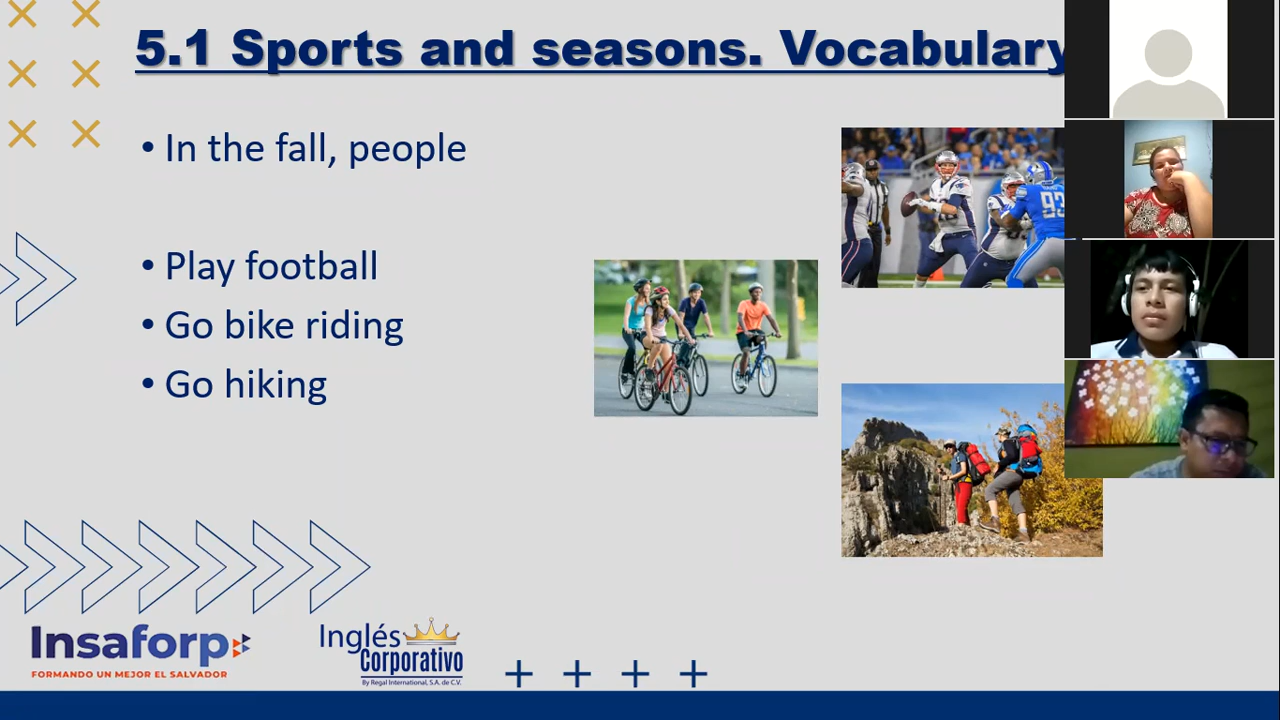 5.1 Sports and seasons. Vocabulary
• In the fall, people
• Play football
• Go bike riding
• Go hiking
93
Insaforp
FORMANDO UN MEJOR EL SALVADOR
Inglés
Corporativo
By Regal International, S.A. de C.V.